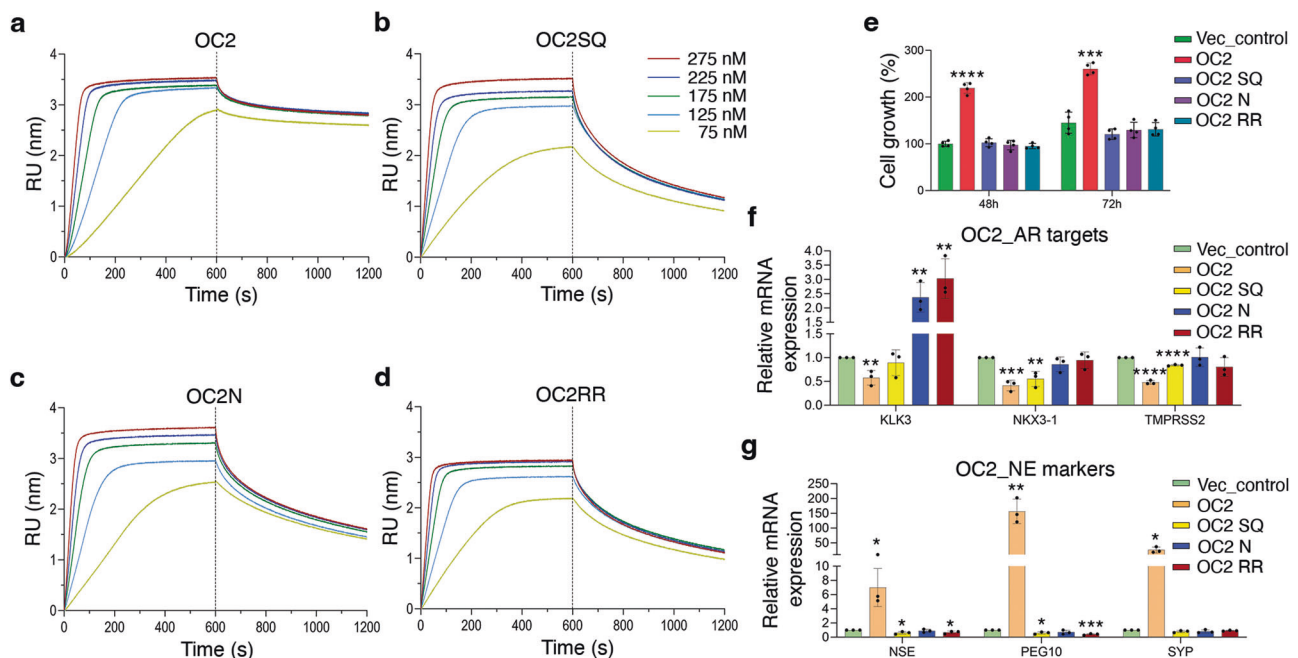 a
OC2
RU (nm)
4
3
2
1
0
0 200 400 600 800 1000 1200
Time (s)
b
OC2SQ
275 nM
225 nM
175 nM
125 nM
75 nM
RU (nm)
4
3
2
1
0
0 200 400 600 800 1000 1200
Time (s)
c
OC2N
RU (nm)
4
3
2
1
0
0 200 400 600 800 1000 1200
Time (s)
d
OC2RR
RU (nm)
4
3
2
1
0
0 200 400 600 800 1000 1200
Time (s)
e
Cell growth (%)
300
200
150
100
50
0
**** ***
48h 72h
Vec_control
OC2
OC2 SQ
OC2 N
OC2 RR
f
OC2_AR targets
Relative mRNA
expression
4.0
3.5
3.0
2.5
2.0
1.5
1.5
1.0
0.5
0
** ** **
*** **
**** ****
KLK3 NKX3-1 TMPRSS2
Vec_control
OC2
OC2 SQ
OC2 N
OC2 RR
g
OC2_NE markers
Relative mRNA
expression
250
200
150
100
50
10
8
6
4
2
0
* * *
** * ***
*
NSE PEG10 SYP
Vec_control
OC2
OC2 SQ
OC2 N
OC2 RR